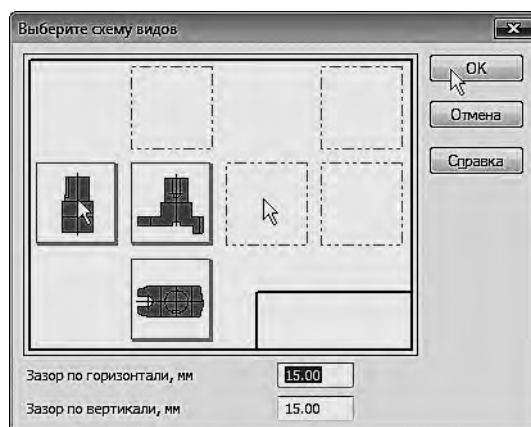 Выберите схему видов
OK
Отмена
Справка
Зазор по горизонтали, мм 15.00
Зазор по вертикали, мм 15.00